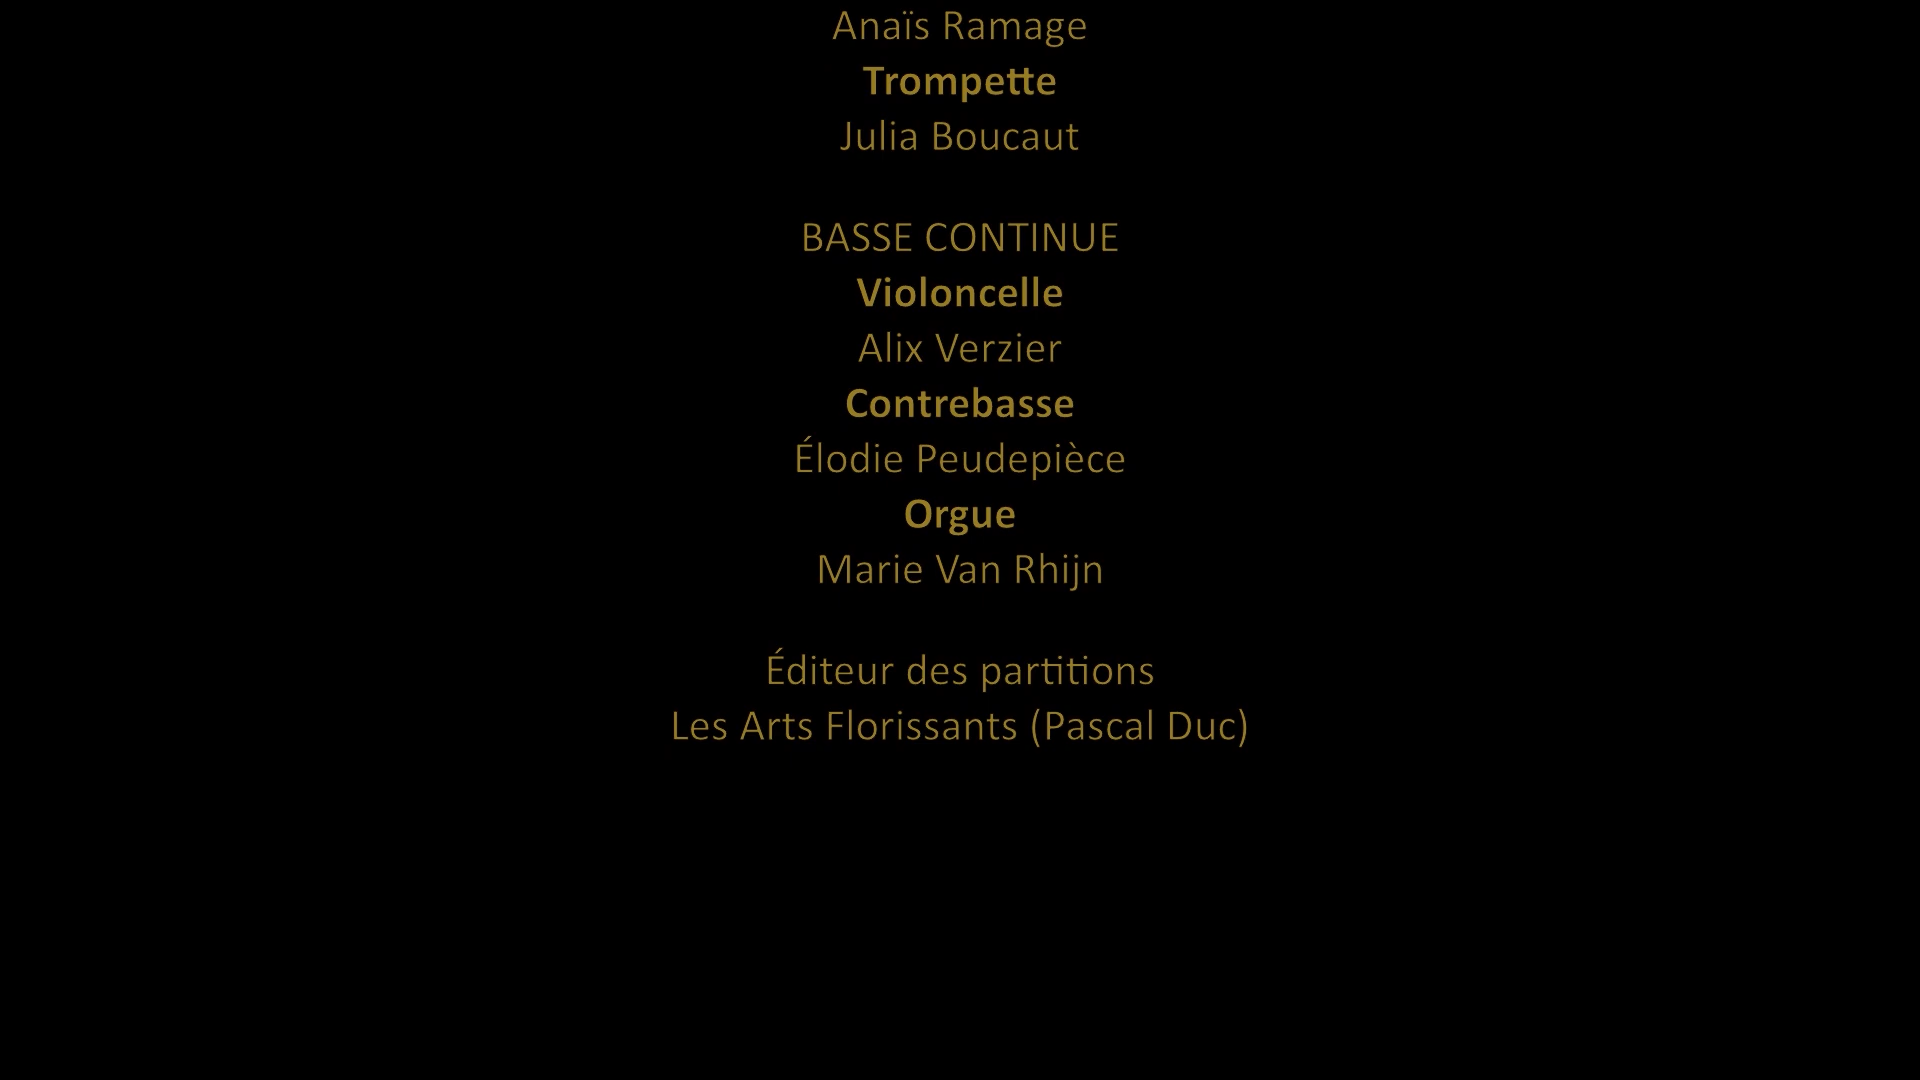 Anaïs Ramage
Trompette
Julia Boucaut
BASSE CONTINUE
Violoncelle
Alix Verzier
Contrebasse
Élodie Peudepièce
Orgue
Marie Van Rhijn
Éditeur des partitions
Les Arts Florissants (Pascal Duc)